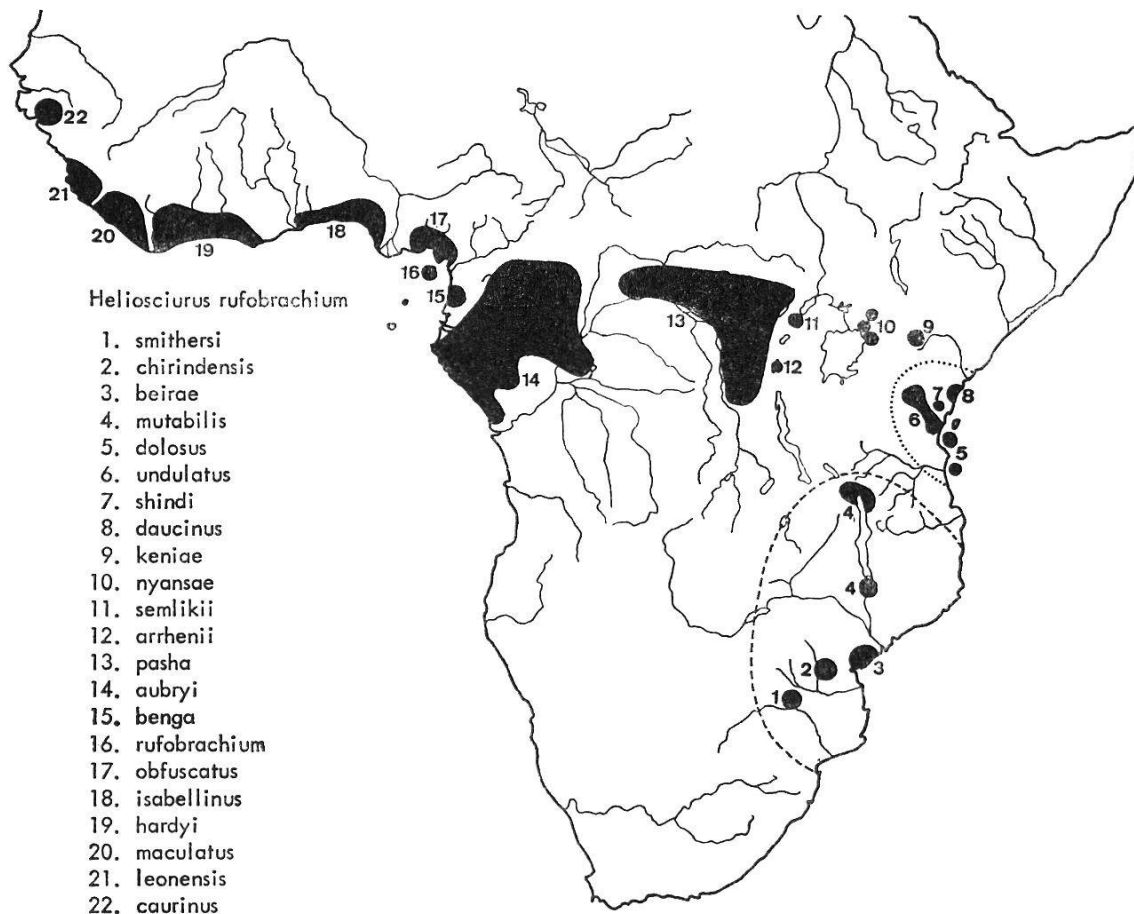 22
21
20
19
18
17
16
15
14
13
11
12
10
9
8
7
6
5
4
4
3
2
1
Heliosciurus rufobrachium
1. smithersi
2. chirindensis
3. beirae
4. mutabilis
5. dolosus
6. undulatus
7. shindi
8. daucinus
9. keniae
10. nyansae
11. semlikii
12. arrhenii
13. pasha
14. aubryi
15. benga
16. rufobrachium
17. obfuscatus
18. isabellinus
19. hardyi
20. maculatus
21. leonensis
22. caurinus